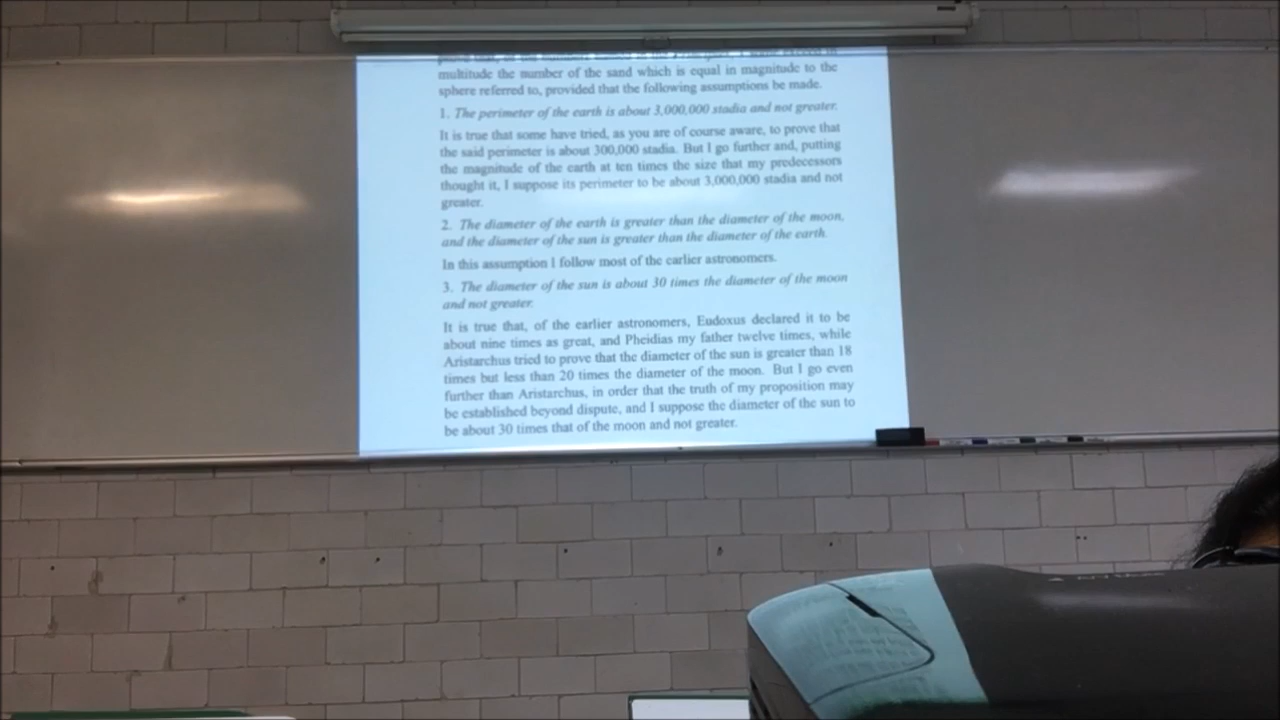 multitude the number of the sand which is equal in magnitude to the
sphere referred to, provided that the following assumptions be made.
1. The perimeter of the earth is about 3,000,000 stadia and not greater.
It is true that some have tried, as you are of course aware, to prove that
the said perimeter is about 300,000 stadia. But I go further and, putting
the magnitude of the earth at ten times the size that my predecessors
thought it, I suppose its perimeter to be about 3,000,000 stadia and not
greater.
2. The diameter of the earth is greater than the diameter of the moon,
and the diameter of the sun is greater than the diameter of the earth.
In this assumption I follow most of the earlier astronomers.
3. The diameter of the sun is about 30 times the diameter of the moon
and not greater.
It is true that, of the earlier astronomers, Eudoxus declared it to be
about nine times as great, and Pheidias my father twelve times, while
Aristarchus tried to prove that the diameter of the sun is greater than 18
times but less than 20 times the diameter of the moon. But I go even
further than Aristarchus, in order that the truth of my proposition may
be established beyond dispute, and I suppose the diameter of the sun to
be about 30 times that of the moon and not greater.